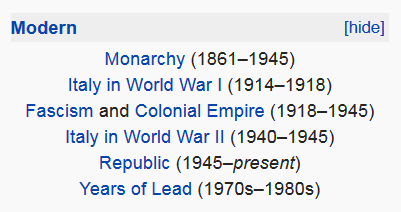 Modern [hide]
Monarchy (1861–1945)
Italy in World War I (1914–1918)
Fascism and Colonial Empire (1918–1945)
Italy in World War II (1940–1945)
Republic (1945–present)
Years of Lead (1970s–1980s)